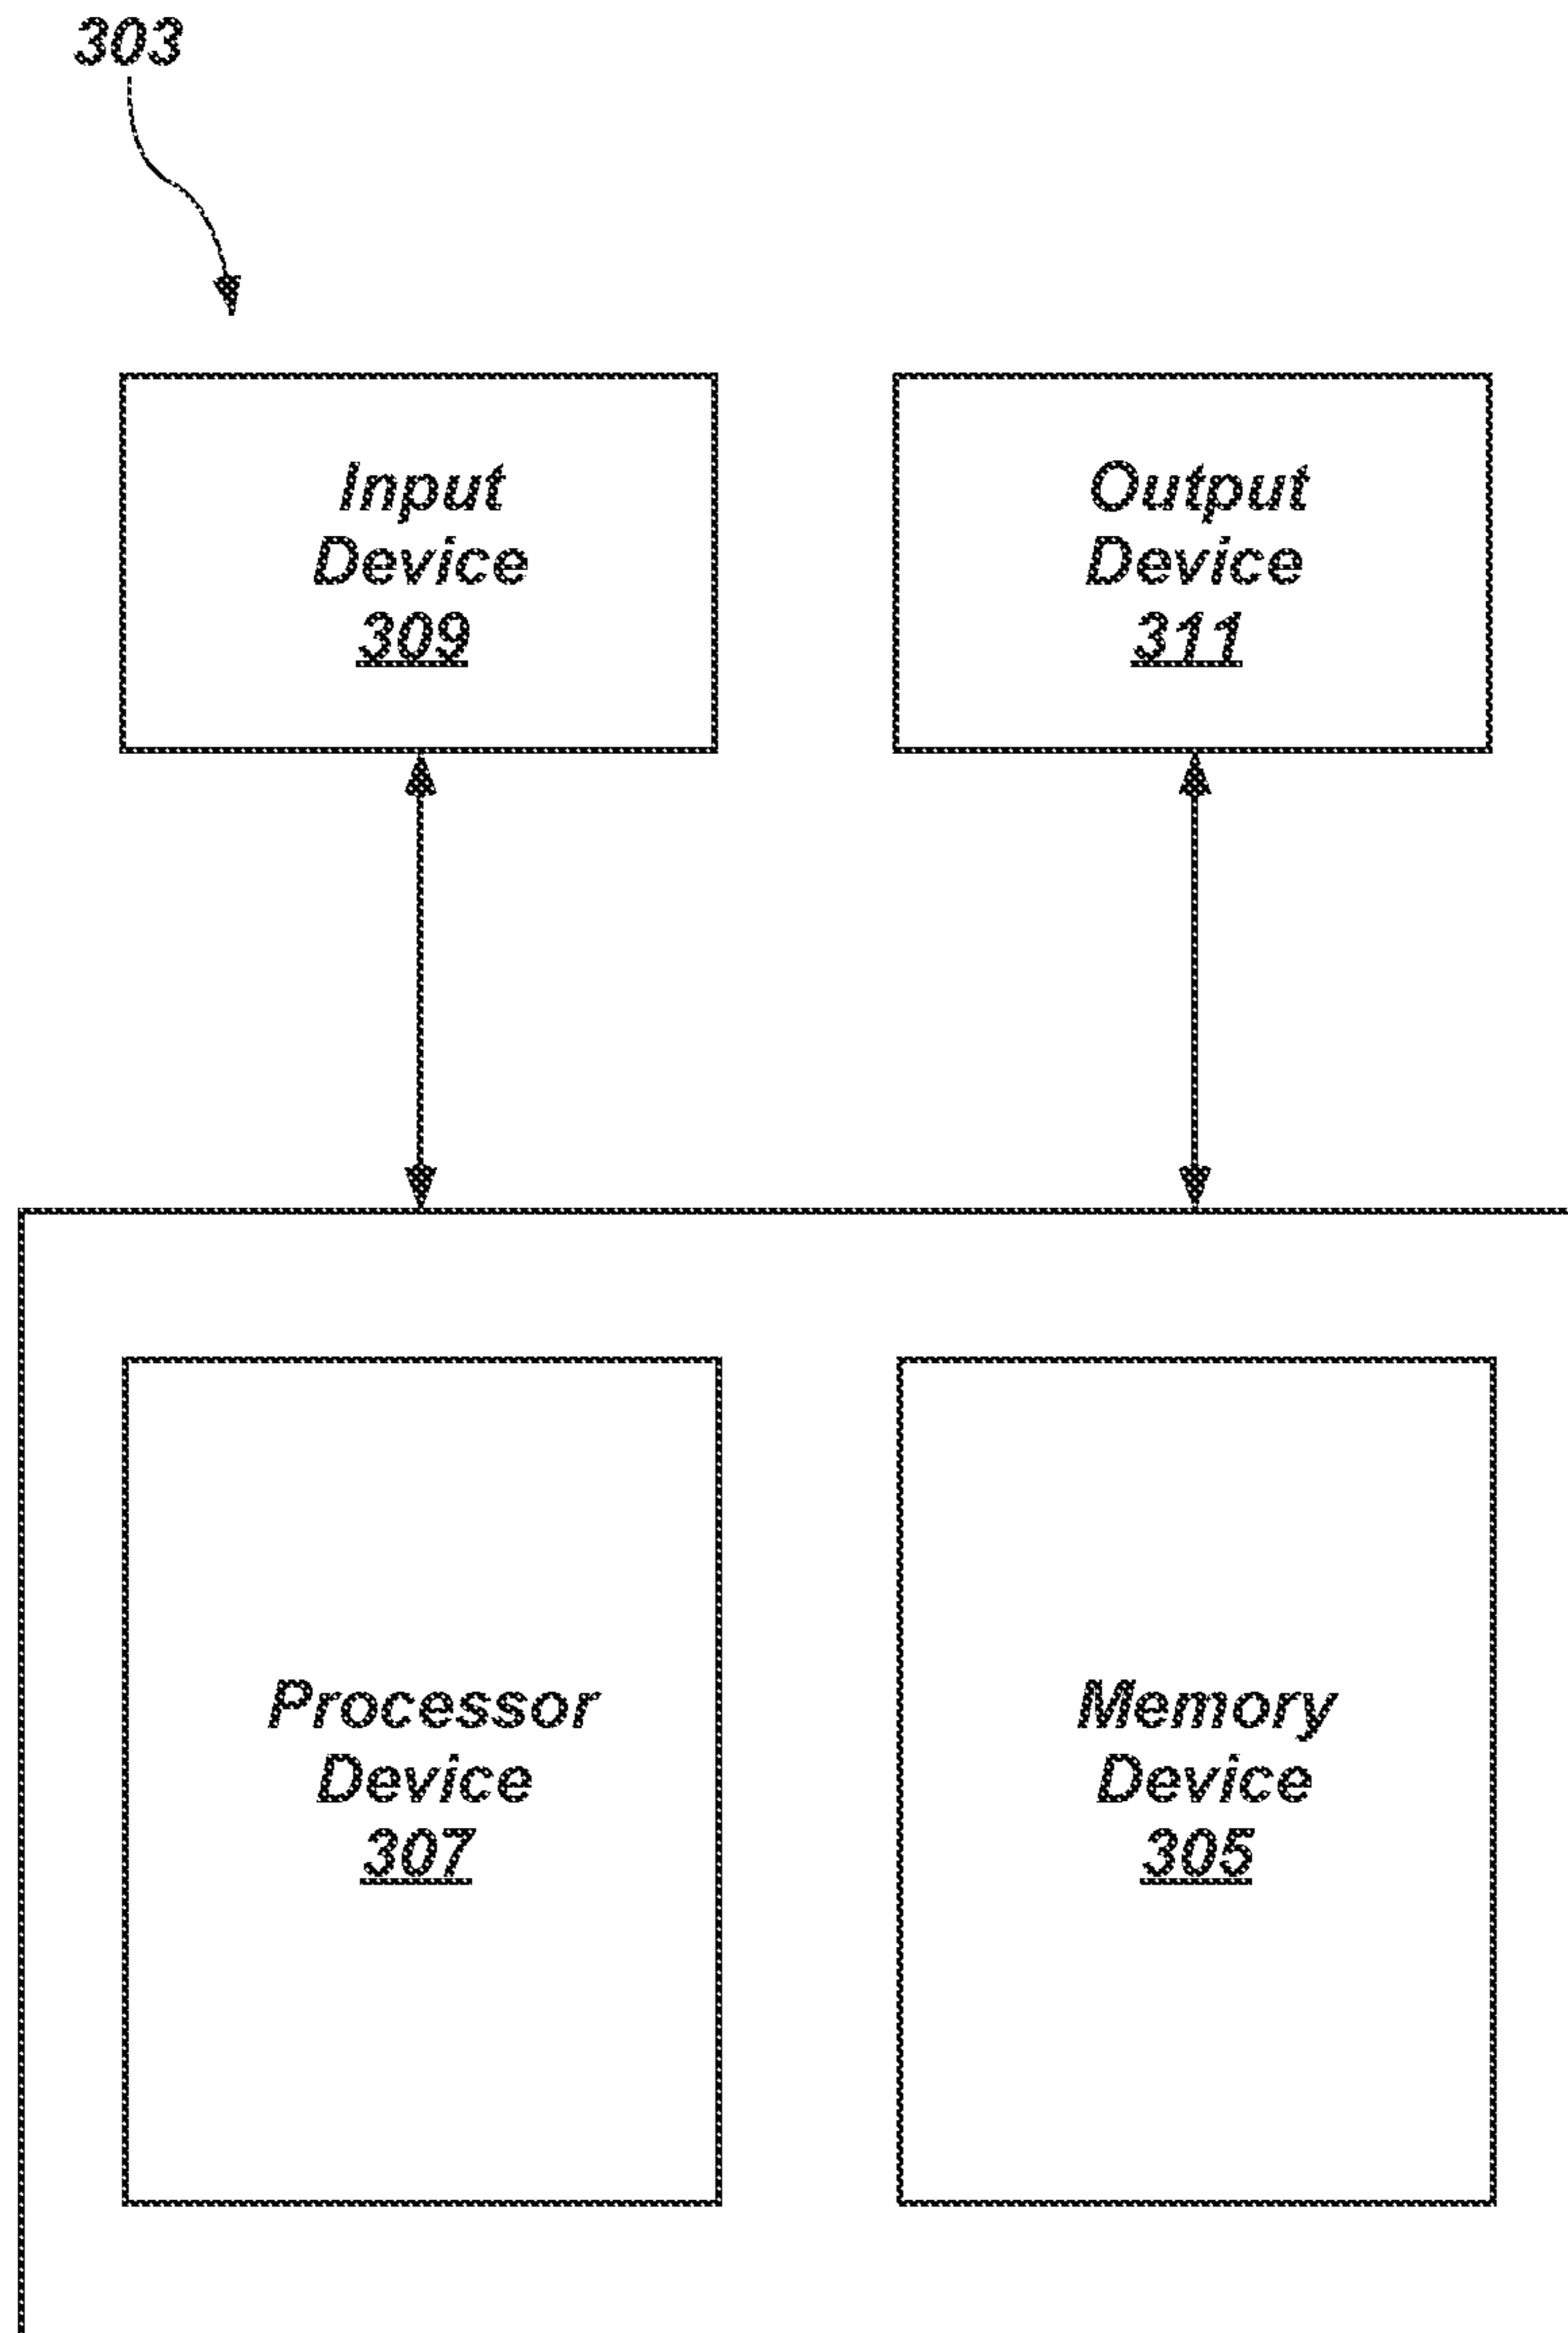 303
Input
Device
309
Output
Device
311
Processor
Device
307
Memory
Device
305